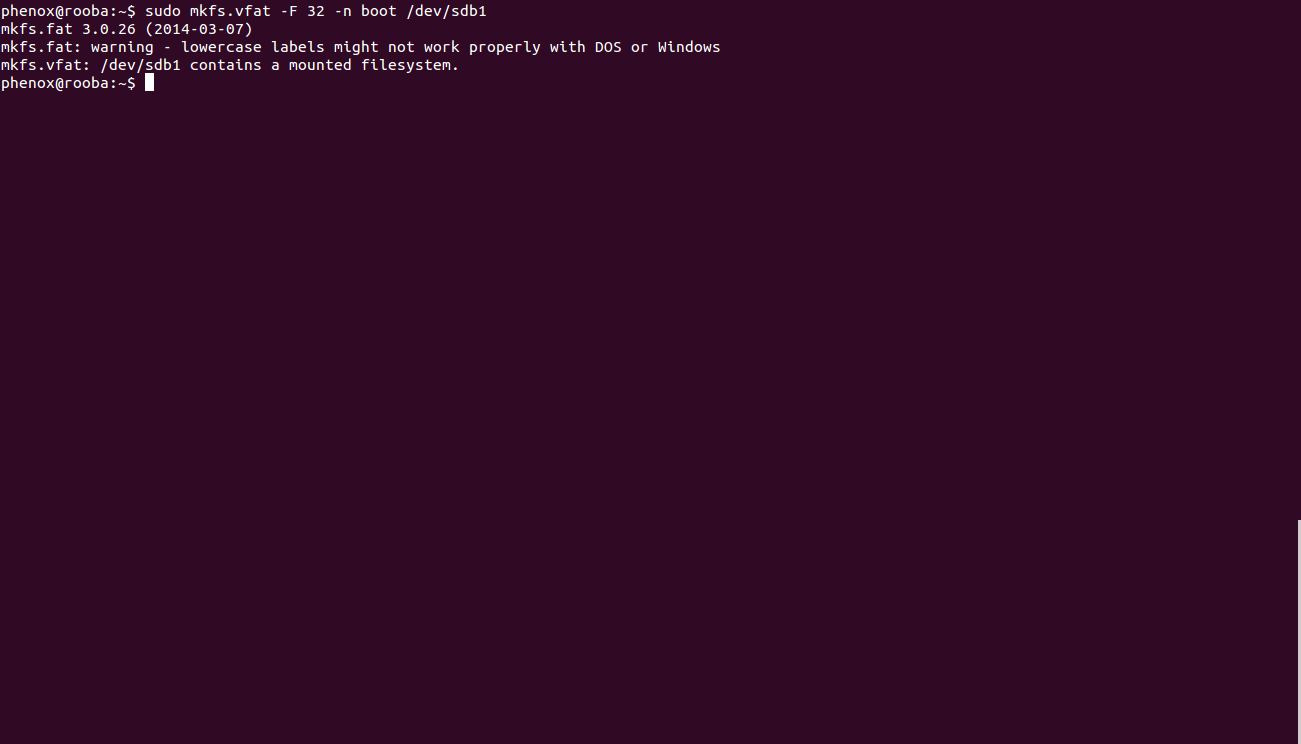 phenox@rooba:~$ sudo mkfs.vfat -F 32 -n boot /dev/sdb1
mkfs.fat 3.0.26 (2014-03-07)
mkfs.fat: warning - lowercase labels might not work properly with DOS or Windows
mkfs.vfat: /dev/sdb1 contains a mounted filesystem.
phenox@rooba:~$